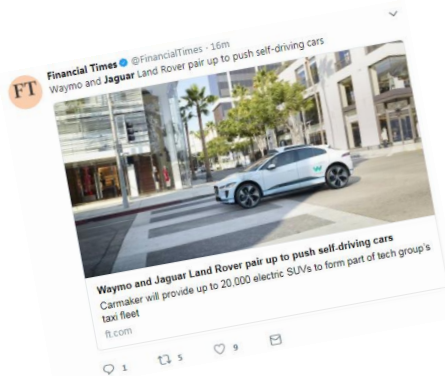 FT
Financial Times @FinancialTimes · 16m
Waymo and Jaguar Land Rover pair up to push self-driving cars
Waymo and Jaguar Land Rover pair up to push self-driving cars
Carmaker will provide up to 20,000 electric SUVs to form part of tech group's
taxi fleet
ft.com
1 5 9